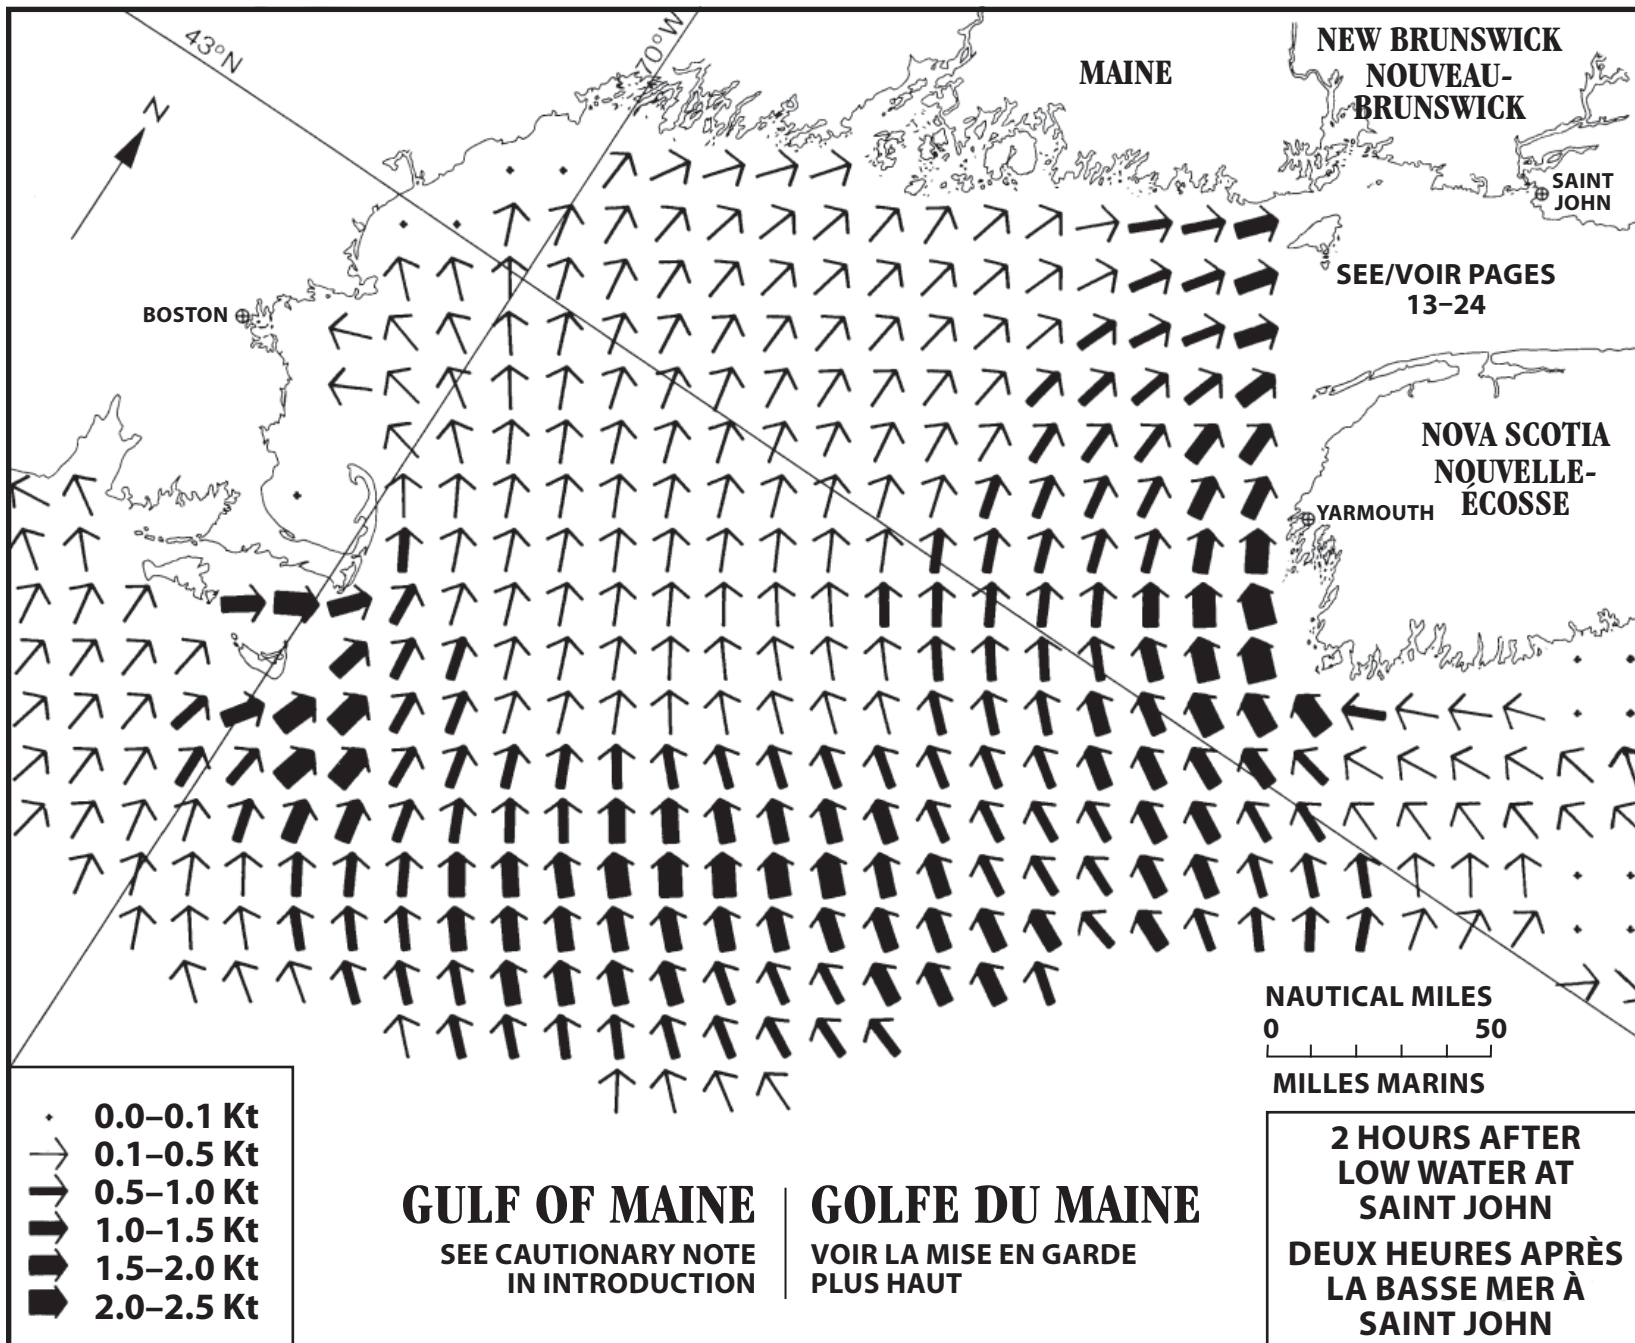 43°N
70°W
N
MAINE
NEW BRUNSWICK
NOUVEAU-
BRUNSWICK
SAINT
JOHN
SEE/VOIR PAGES
13–24
BOSTON
NOVA SCOTIA
NOUVELLE-
ÉCOSSE
YARMOUTH
NAUTICAL MILES
0 50
MILLES MARINS
0.0–0.1 Kt
0.1–0.5 Kt
0.5–1.0 Kt
1.0–1.5 Kt
1.5–2.0 Kt
2.0–2.5 Kt
GULF OF MAINE
SEE CAUTIONARY NOTE
IN INTRODUCTION
GOLFE DU MAINE
VOIR LA MISE EN GARDE
PLUS HAUT
2 HOURS AFTER
LOW WATER AT
SAINT JOHN
DEUX HEURES APRÈS
LA BASSE MER À
SAINT JOHN